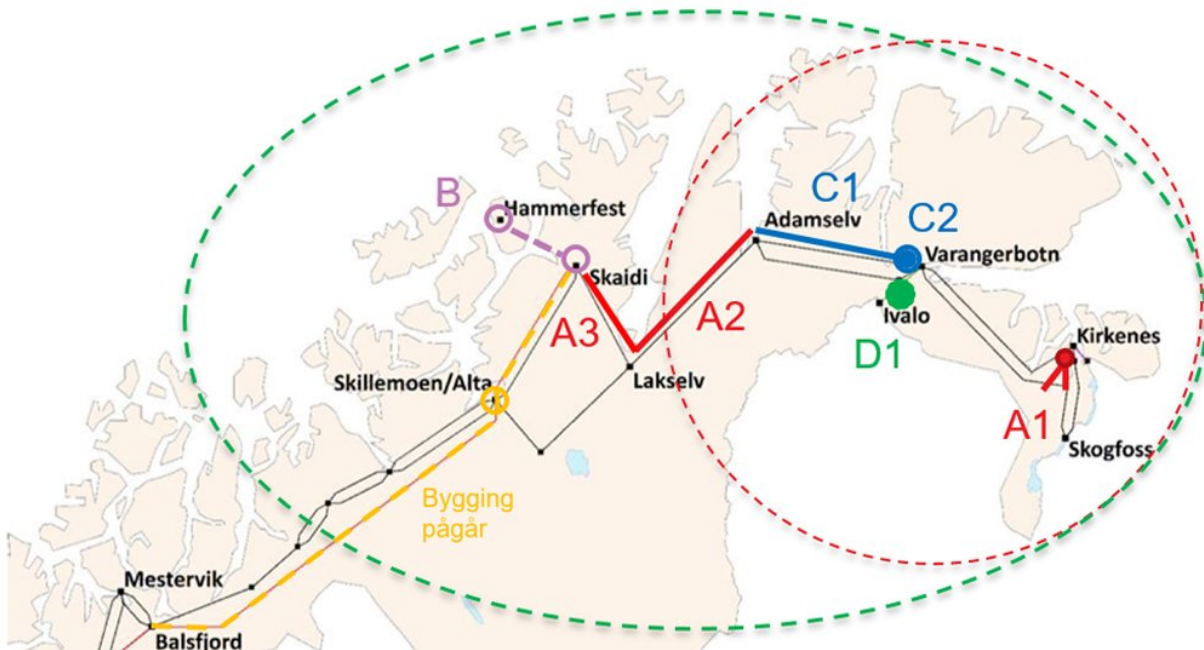 C1
Adamselv
C2
Varangerbotn
B
Hammerfest
Skaidi
A3
A2
Ivalo
D1
Kirkenes
Skillemoen/Alta
Lakselv
A1
Skogfoss
Bygging
pågår
Mestervik
Balsfjord